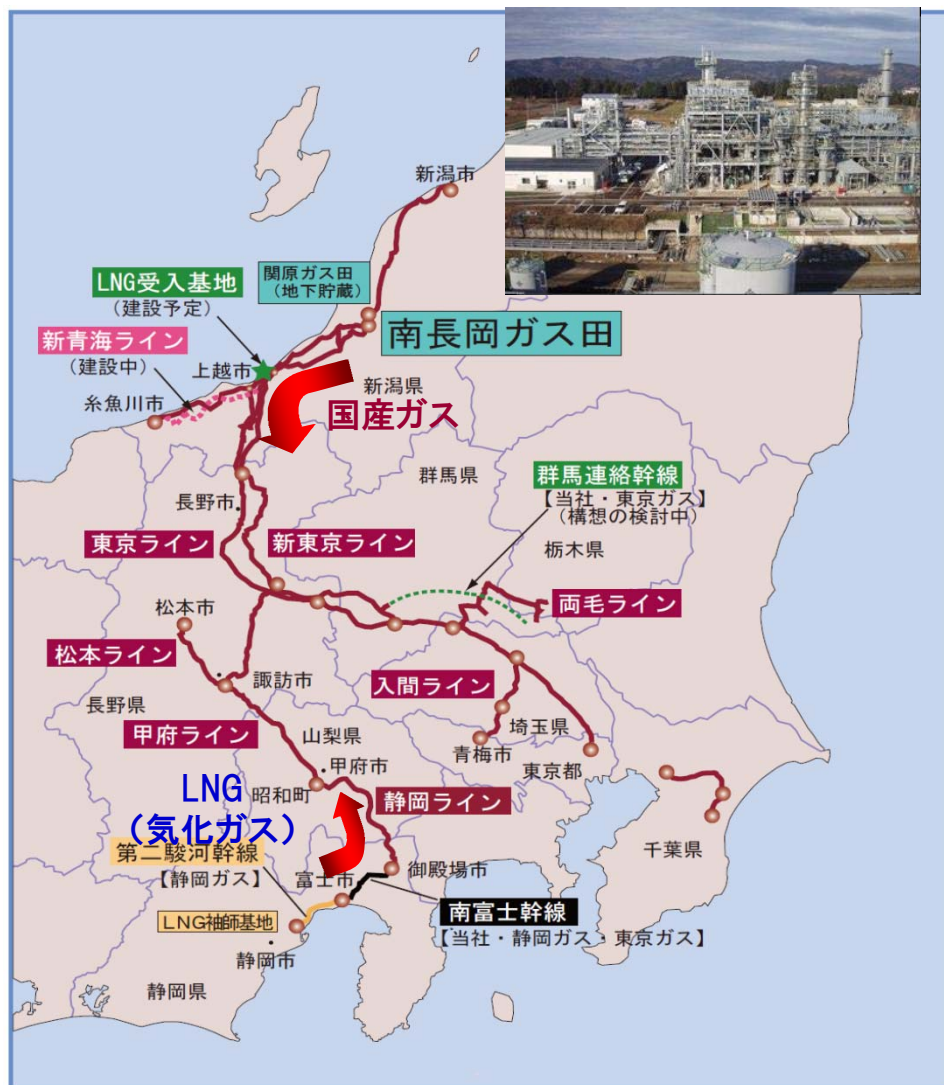 新潟市
LNG受入基地
(建設予定)
関原ガス田
(地下貯蔵)
新青海ライン
(建設中)
南長岡ガス田
上越市
糸魚川市
新潟県
国産ガス
群馬県
群馬連絡幹線
【当社・東京ガス】
(構想の検討中)
栃木県
長野市
東京ライン
新東京ライン
両毛ライン
松本市
松本ライン
諏訪市
入間ライン
長野県
甲府ライン
山梨県
埼玉県
青梅市
東京都
甲府市
昭和町
静岡ライン
LNG
(気化ガス)
千葉県
第二駿河幹線
【静岡ガス】
富士市
御殿場市
LNG袖師基地
南富士幹線
【当社・静岡ガス・東京ガス】
静岡市
静岡県